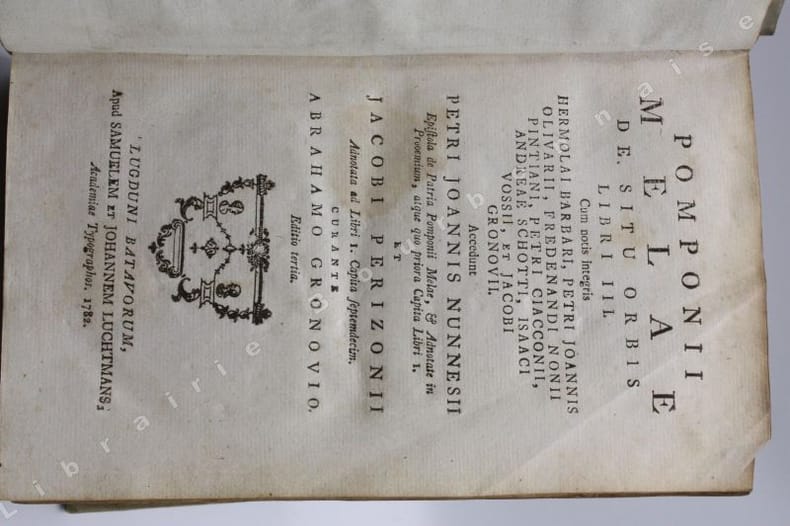 POMPONII
MELAE
DE SITU ORBIS
LIBRI III.
Cum notis integris
HERMOLAI BARBARI, PETRI JOANNIS
OLIVARII, FREDENANDI NONII
PINTIANI, PETRI CIACCONII,
ANDREAE SCHOTTI, ISAACI
VOSSII, ET JACOBI
GRONOVII.
Accedunt
PETRI JOANNIS NUNNESII
Epiſtola de Patria Pomponii Melae, & Adnotata in
Prooemium, atque quo priora Capita Libri I.
ET
JACOBI PERIZONII
Adnotata ad Libri I. Capita ſeptemdecim.
CURANTE
ABRAHAMO GRONOVIO.
Editio tertia.
LUGDUNI BATAVORUM,
Apud SAMUELEM ET JOHANNEM LUCHTMANS,
Academiae Typographos. 1782.
Librairie